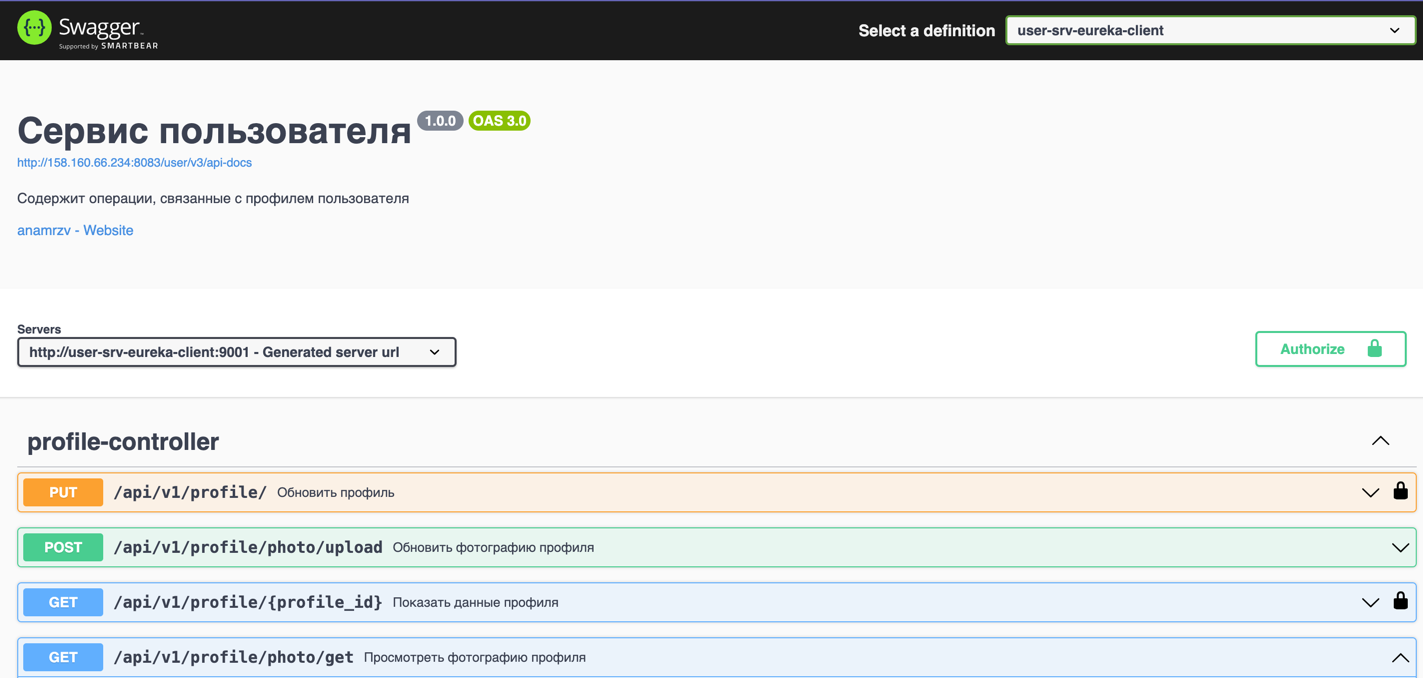 Swagger
Supported by SMARTBEAR
Select a definition
user-srv-eureka-client
Сервис пользователя 1.0.0 OAS 3.0
http://158.160.66.234:8083/user/v3/api-docs
Содержит операции, связанные с профилем пользователя
anamrzv - Website
Servers
http://user-srv-eureka-client:9001 - Generated server url
Authorize
profile-controller
PUT /api/v1/profile/ Обновить профиль
POST /api/v1/profile/photo/upload Обновить фотографию профиля
GET /api/v1/profile/{profile_id} Показать данные профиля
GET /api/v1/profile/photo/get Просмотреть фотографию профиля